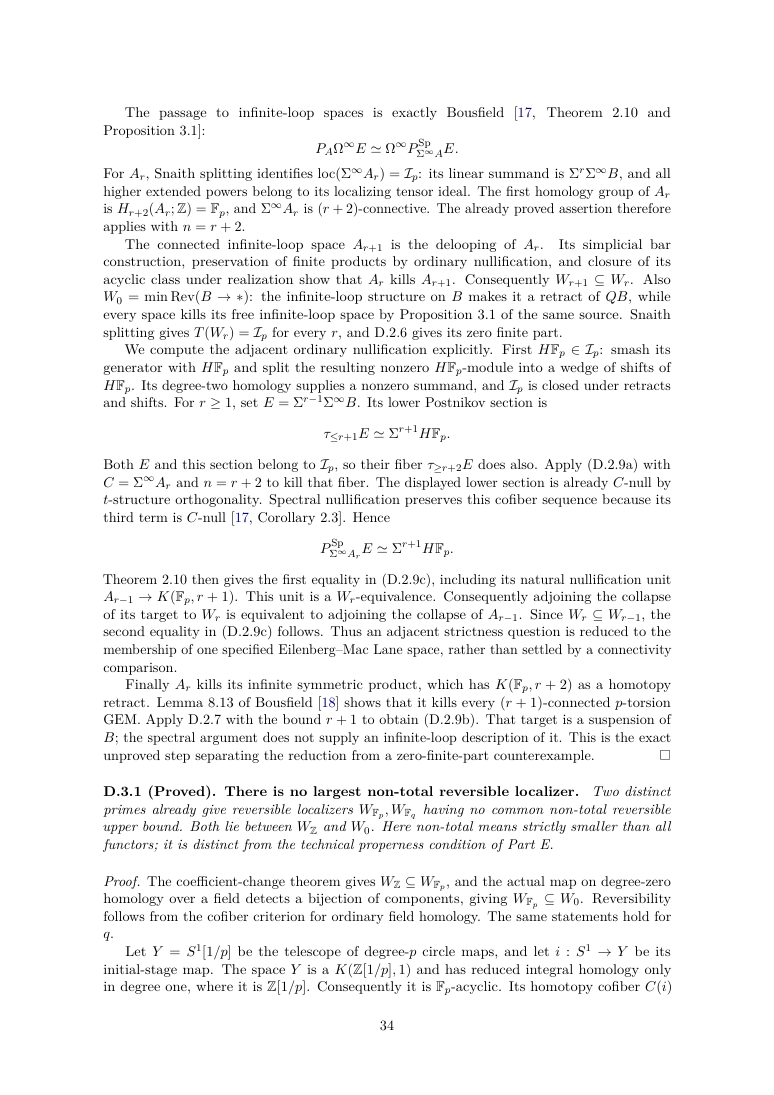 The passage to infinite-loop spaces is exactly Bousfield [17, Theorem 2.10 and
Proposition 3.1]:
P_AΩ^∞E ≃ Ω^∞P^{Sp}_{Σ^∞A}E.
For A_r, Snaith splitting identifies loc(Σ^∞A_r) = ℐ_p: its linear summand is Σ^rΣ^∞B, and all
higher extended powers belong to its localizing tensor ideal. The first homology group of A_r
is H_{r+2}(A_r; ℤ) = 𝔽_p, and Σ^∞A_r is (r + 2)-connective. The already proved assertion therefore
applies with n = r + 2.
The connected infinite-loop space A_{r+1} is the delooping of A_r. Its simplicial bar
construction, preservation of finite products by ordinary nullification, and closure of its
acyclic class under realization show that A_r kills A_{r+1}. Consequently W_{r+1} ⊆ W_r. Also
W_0 = min Rev(B → *): the infinite-loop structure on B makes it a retract of QB, while
every space kills its free infinite-loop space by Proposition 3.1 of the same source. Snaith
splitting gives T(W_r) = ℐ_p for every r, and D.2.6 gives its zero finite part.
We compute the adjacent ordinary nullification explicitly. First H𝔽_p ∈ ℐ_p: smash its
generator with H𝔽_p and split the resulting nonzero H𝔽_p-module into a wedge of shifts of
H𝔽_p. Its degree-two homology supplies a nonzero summand, and ℐ_p is closed under retracts
and shifts. For r ≥ 1, set E = Σ^{r−1}Σ^∞B. Its lower Postnikov section is
τ_{≤r+1}E ≃ Σ^{r+1}H𝔽_p.
Both E and this section belong to ℐ_p, so their fiber τ_{≥r+2}E does also. Apply (D.2.9a) with
C = Σ^∞A_r and n = r + 2 to kill that fiber. The displayed lower section is already C-null by
t-structure orthogonality. Spectral nullification preserves this cofiber sequence because its
third term is C-null [17, Corollary 2.3]. Hence
P^{Sp}_{Σ^∞A_r}E ≃ Σ^{r+1}H𝔽_p.
Theorem 2.10 then gives the first equality in (D.2.9c), including its natural nullification unit
A_{r−1} → K(𝔽_p, r + 1). This unit is a W_r-equivalence. Consequently adjoining the collapse
of its target to W_r is equivalent to adjoining the collapse of A_{r−1}. Since W_r ⊆ W_{r−1}, the
second equality in (D.2.9c) follows. Thus an adjacent strictness question is reduced to the
membership of one specified Eilenberg–Mac Lane space, rather than settled by a connectivity
comparison.
Finally A_r kills its infinite symmetric product, which has K(𝔽_p, r + 2) as a homotopy
retract. Lemma 8.13 of Bousfield [18] shows that it kills every (r + 1)-connected p-torsion
GEM. Apply D.2.7 with the bound r + 1 to obtain (D.2.9b). That target is a suspension of
B; the spectral argument does not supply an infinite-loop description of it. This is the exact
unproved step separating the reduction from a zero-finite-part counterexample. □
D.3.1 (Proved). There is no largest non-total reversible localizer. Two distinct
primes already give reversible localizers W_{𝔽_p}, W_{𝔽_q} having no common non-total reversible
upper bound. Both lie between W_ℤ and W_0. Here non-total means strictly smaller than all
functors; it is distinct from the technical properness condition of Part E.
Proof. The coefficient-change theorem gives W_ℤ ⊆ W_{𝔽_p}, and the actual map on degree-zero
homology over a field detects a bijection of components, giving W_{𝔽_p} ⊆ W_0. Reversibility
follows from the cofiber criterion for ordinary field homology. The same statements hold for
q.
Let Y = S^1[1/p] be the telescope of degree-p circle maps, and let i : S^1 → Y be its
initial-stage map. The space Y is a K(ℤ[1/p], 1) and has reduced integral homology only
in degree one, where it is ℤ[1/p]. Consequently it is 𝔽_p-acyclic. Its homotopy cofiber C(i)
34